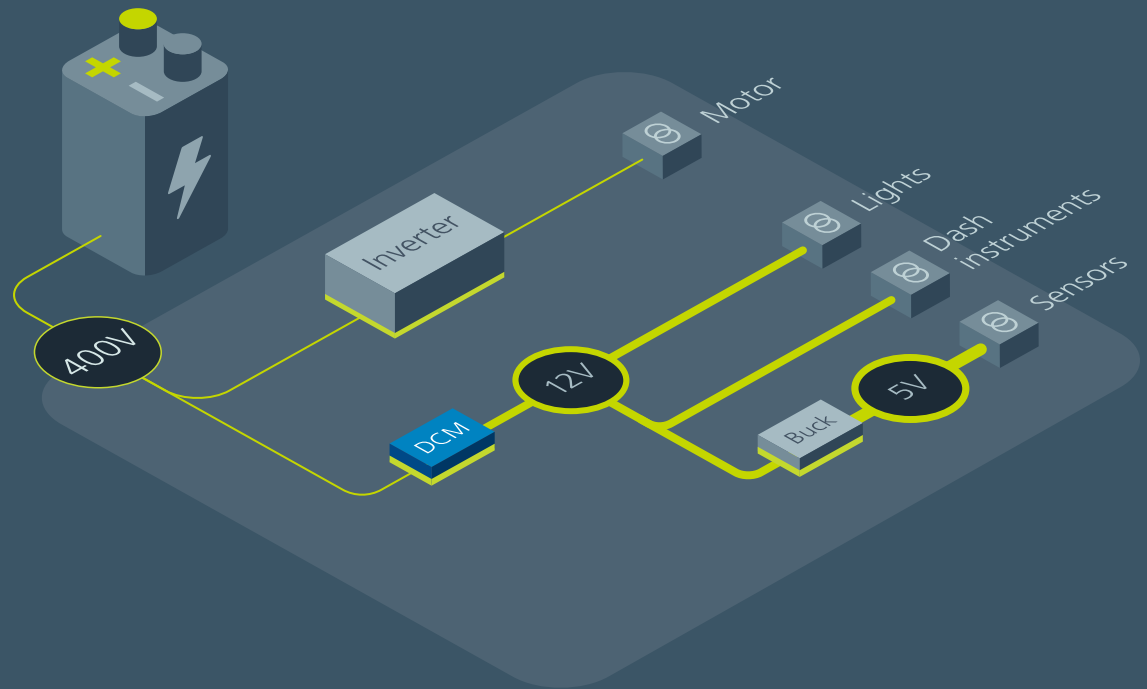 Motor
Lights
Dash
instruments
Sensors
Inverter
400V
12V
5V
DCM
Buck